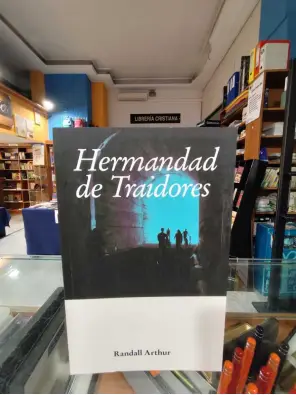 LIBRERIA CRISTIANA
Hermandad
de Traidores
Randall Arthur